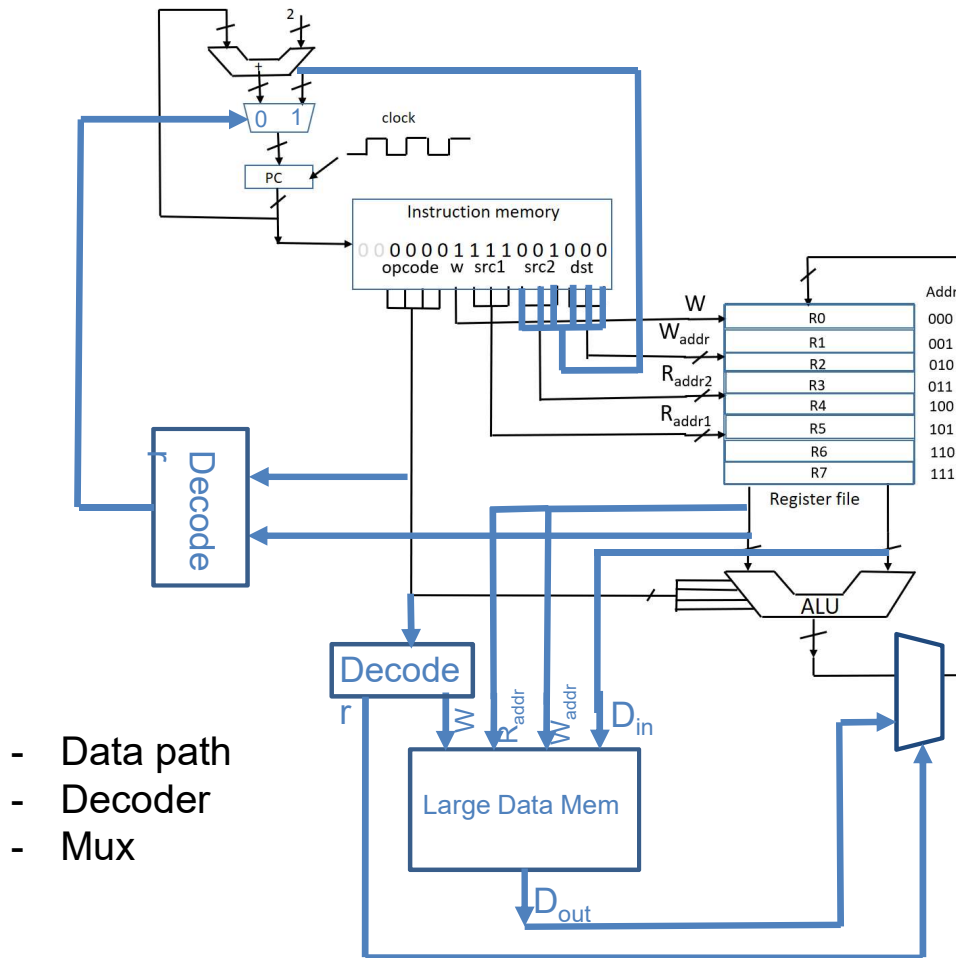 2
+
0 1
clock
PC
Instruction memory
0 0 0 0 0 0 1 1 1 1 0 0 1 0 0 0
opcode w src1 src2 dst
W
Waddr
Raddr2
Raddr1
Addr
R0 000
R1 001
R2 010
R3 011
R4 100
R5 101
R6 110
R7 111
Register file
Decode
r
ALU
Decode
r
W
Raddr
Waddr
Din
Large Data Mem
Dout
- Data path
- Decoder
- Mux